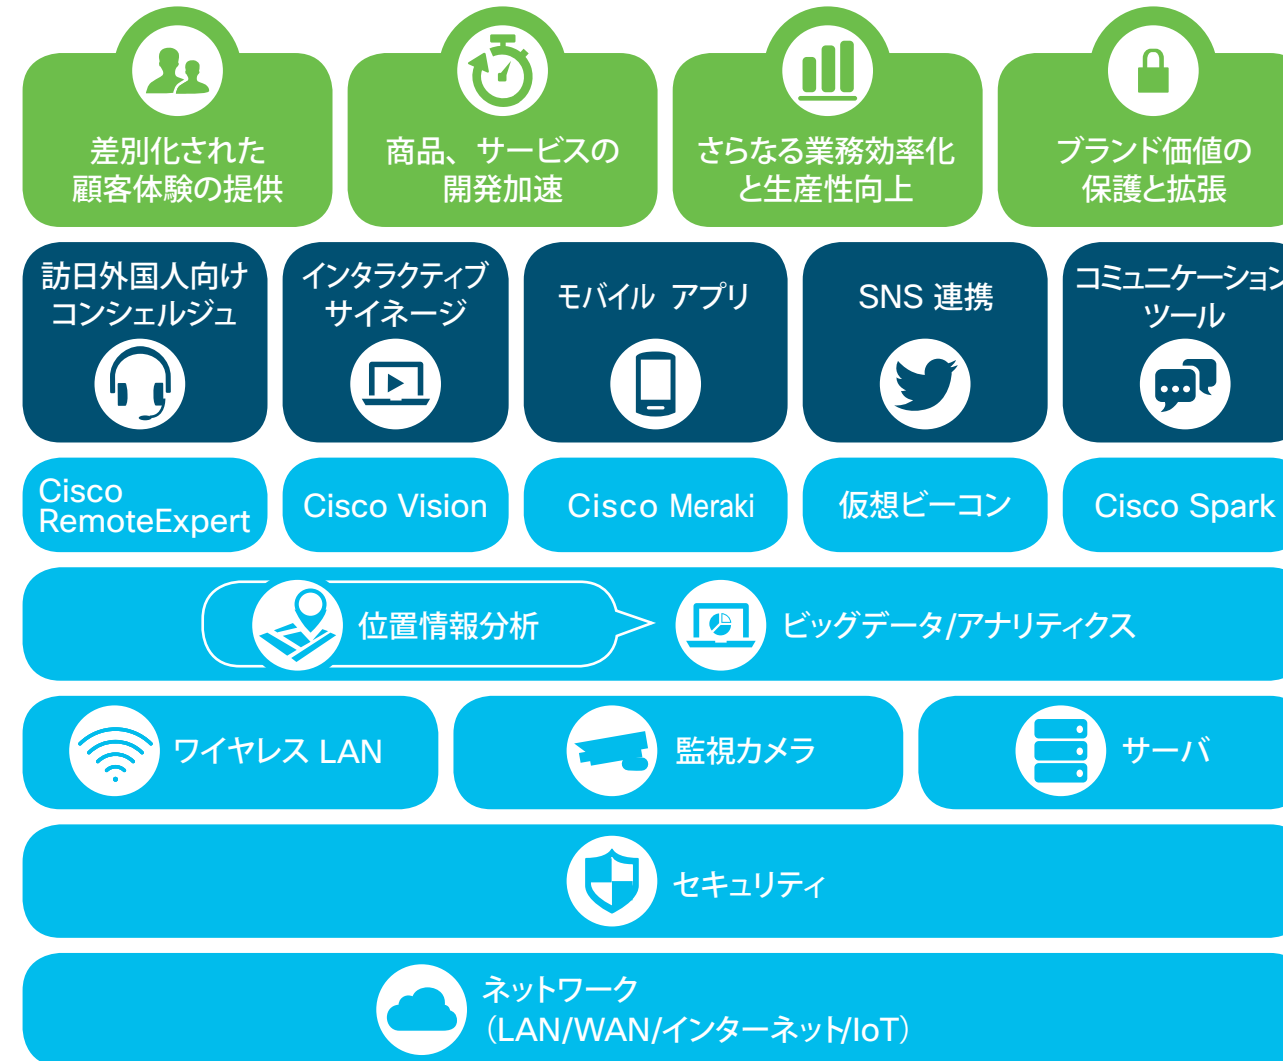 差別化された
顧客体験の提供
商品、サービスの
開発加速
さらなる業務効率化
と生産性向上
ブランド価値の
保護と拡張
訪日外国人向け
コンシェルジュ
インタラクティブ
サイネージ
モバイル アプリ
SNS 連携
コミュニケーション
ツール
Cisco
RemoteExpert
Cisco Vision
Cisco Meraki
仮想ビーコン
Cisco Spark
位置情報分析
ビッグデータ/アナリティクス
ワイヤレス LAN
監視カメラ
サーバ
セキュリティ
ネットワーク
（LAN/WAN/インターネット/IoT）